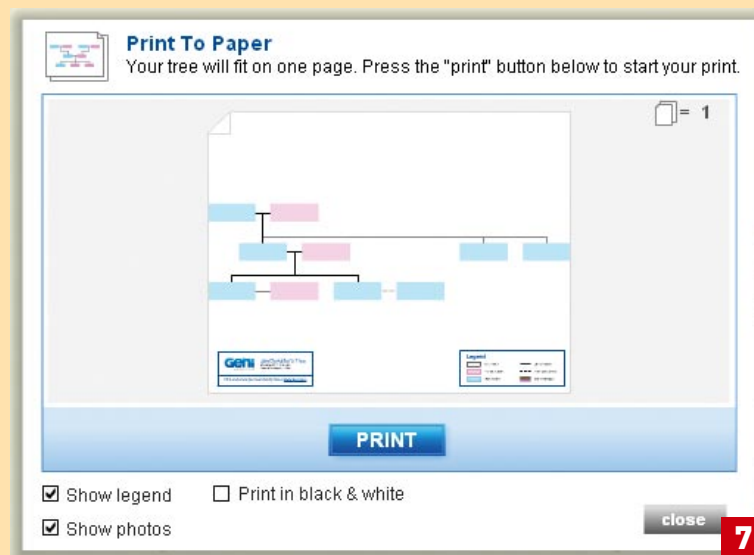 Print To Paper
Your tree will fit on one page. Press the "print" button below to start your print.
= 1
Geni
Legend
PRINT
Show legend
Print in black & white
Show photos
close
7